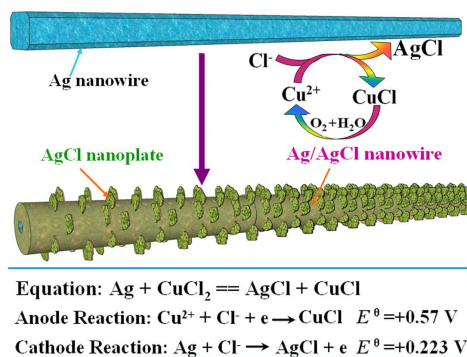 Ag nanowire
Cl⁻
AgCl
Cu²⁺
CuCl
O₂+H₂O
AgCl nanoplate
Ag/AgCl nanowire
Equation: Ag + CuCl₂ == AgCl + CuCl
Anode Reaction: Cu²⁺ + Cl⁻ + e → CuCl E^θ =+0.57 V
Cathode Reaction: Ag + Cl⁻ → AgCl + e E^θ =+0.223 V